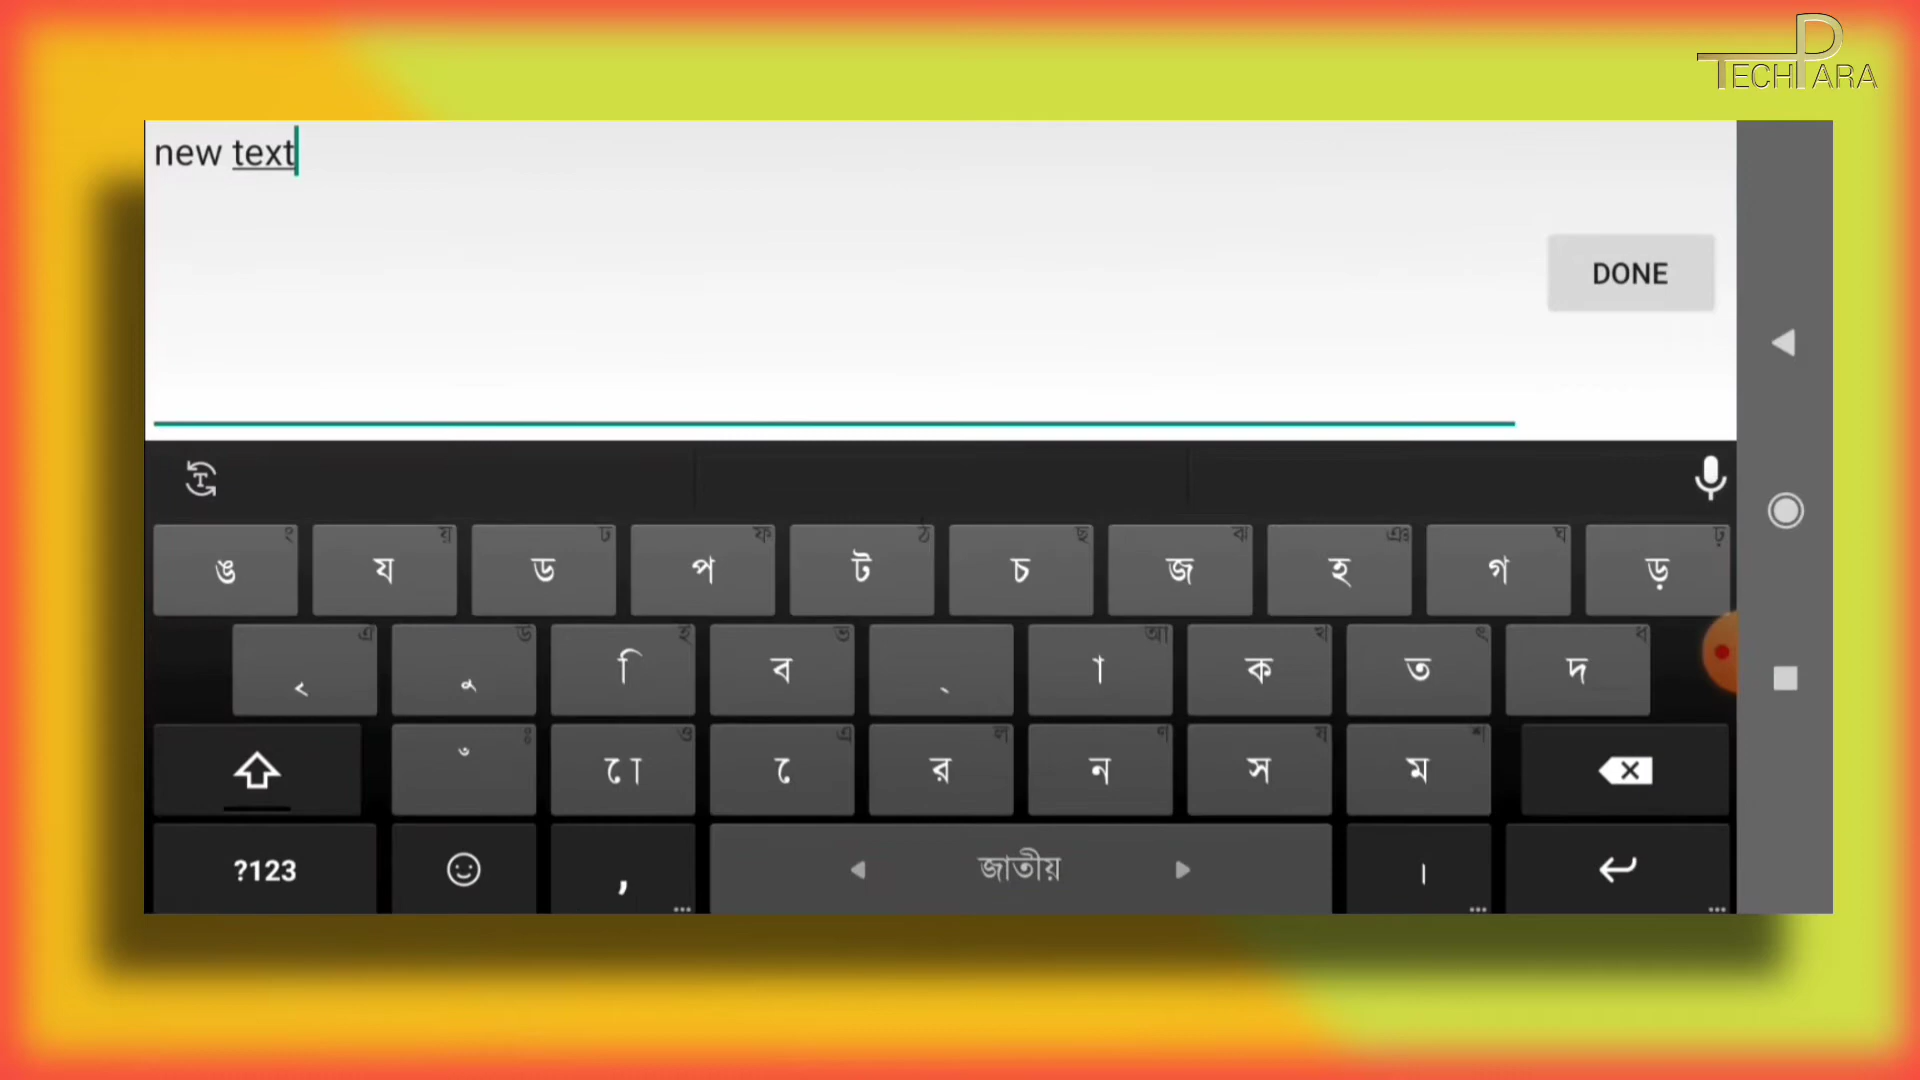 TECHPARA
new text
DONE
ং য় ঢ ফ ঠ ছ ঝ ঞ ঘ ঢ়
ঙ য ড প ট চ জ হ গ ড়
ঐ উ ই ভ আ খ ৎ ধ
ৃ ু ি ব ্ া ক ত দ
ঃ ও এ ল ণ ষ শ
ঁ ো ে র ন স ম
?123 , জাতীয় ।